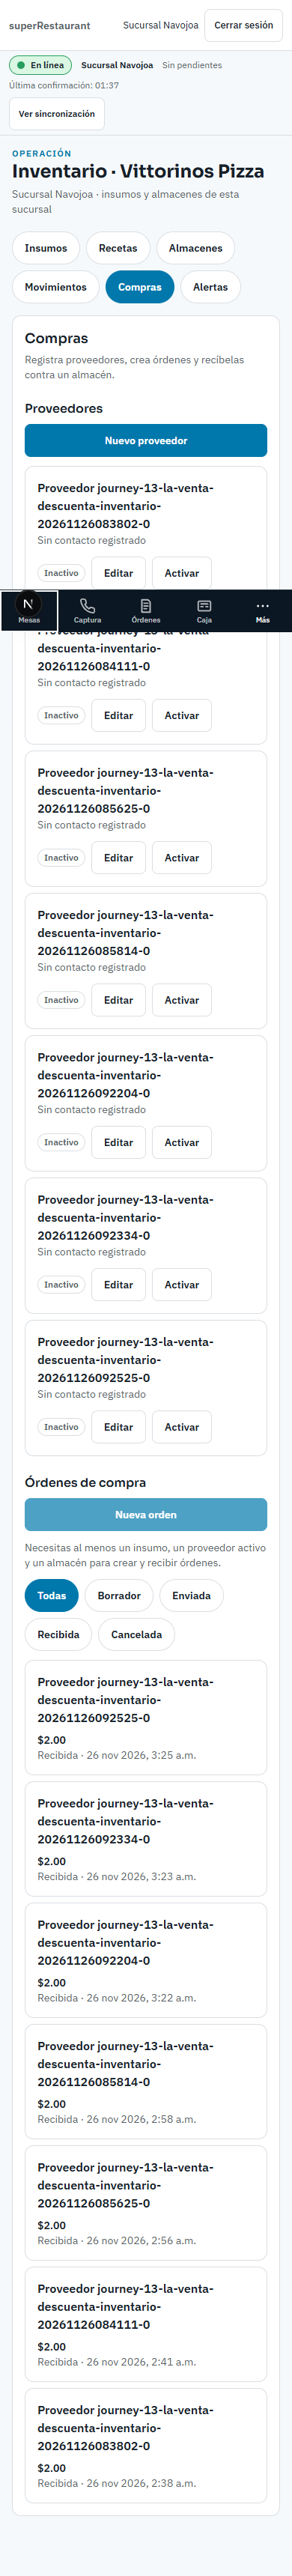 superRestaurant
Sucursal Navojoa
Cerrar sesión
En línea
Sucursal Navojoa
Sin pendientes
Última confirmación: 01:37
Ver sincronización
OPERACIÓN
Inventario · Vittorinos Pizza
Sucursal Navojoa · insumos y almacenes de esta
sucursal
Insumos
Recetas
Almacenes
Movimientos
Compras
Alertas
Compras
Registra proveedores, crea órdenes y recíbelas
contra un almacén.
Proveedores
Nuevo proveedor
Proveedor journey-13-la-venta-
descuenta-inventario-
20261126083802-0
Sin contacto registrado
Inactivo
Editar
Activar
N
Mesas
Captura
Órdenes
Caja
Más
descuenta-inventario-
20261126084111-0
Sin contacto registrado
Inactivo
Editar
Activar
Proveedor journey-13-la-venta-
descuenta-inventario-
20261126085625-0
Sin contacto registrado
Inactivo
Editar
Activar
Proveedor journey-13-la-venta-
descuenta-inventario-
20261126085814-0
Sin contacto registrado
Inactivo
Editar
Activar
Proveedor journey-13-la-venta-
descuenta-inventario-
20261126092204-0
Sin contacto registrado
Inactivo
Editar
Activar
Proveedor journey-13-la-venta-
descuenta-inventario-
20261126092334-0
Sin contacto registrado
Inactivo
Editar
Activar
Proveedor journey-13-la-venta-
descuenta-inventario-
20261126092525-0
Sin contacto registrado
Inactivo
Editar
Activar
Órdenes de compra
Nueva orden
Necesitas al menos un insumo, un proveedor activo
y un almacén para crear y recibir órdenes.
Todas
Borrador
Enviada
Recibida
Cancelada
Proveedor journey-13-la-venta-
descuenta-inventario-
20261126092525-0
$2.00
Recibida · 26 nov 2026, 3:25 a.m.
Proveedor journey-13-la-venta-
descuenta-inventario-
20261126092334-0
$2.00
Recibida · 26 nov 2026, 3:23 a.m.
Proveedor journey-13-la-venta-
descuenta-inventario-
20261126092204-0
$2.00
Recibida · 26 nov 2026, 3:22 a.m.
Proveedor journey-13-la-venta-
descuenta-inventario-
20261126085814-0
$2.00
Recibida · 26 nov 2026, 2:58 a.m.
Proveedor journey-13-la-venta-
descuenta-inventario-
20261126085625-0
$2.00
Recibida · 26 nov 2026, 2:56 a.m.
Proveedor journey-13-la-venta-
descuenta-inventario-
20261126084111-0
$2.00
Recibida · 26 nov 2026, 2:41 a.m.
Proveedor journey-13-la-venta-
descuenta-inventario-
20261126083802-0
$2.00
Recibida · 26 nov 2026, 2:38 a.m.